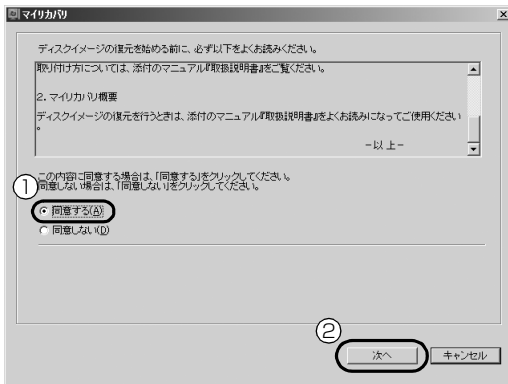 マイリカバリ
ディスクイメージの復元を始める前に、必ず以下をよくお読みください。
取り付け方については、添付のマニュアル『取扱説明書』をご覧ください。
2. マイリカバリ概要
ディスクイメージの復元を行うときは、添付のマニュアル『取扱説明書』をよくお読みになってご使用ください
。
－以上－
この内容に同意する場合は、「同意する」をクリックしてください。
同意しない場合は、「同意しない」をクリックしてください。
①
同意する(A)
同意しない(D)
②
次へ
キャンセル